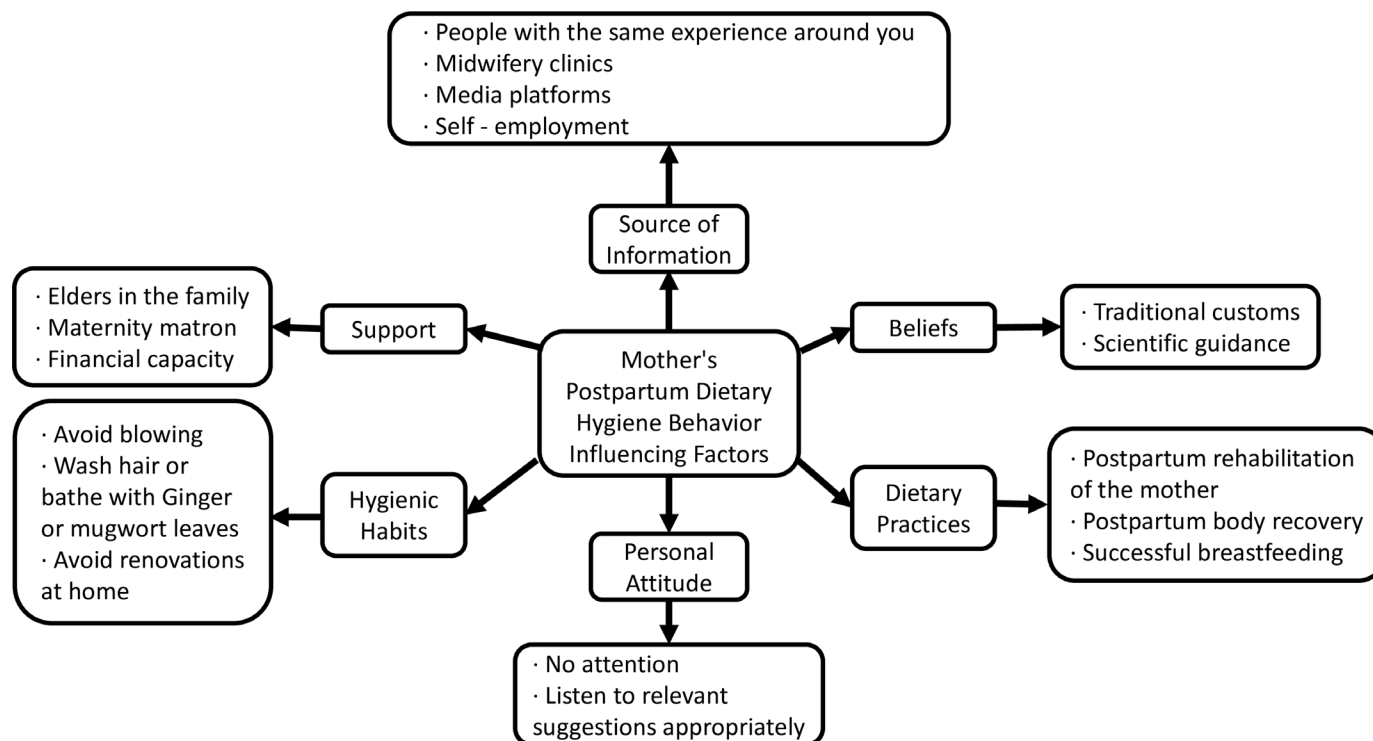 · People with the same experience around you
· Midwifery clinics
· Media platforms
· Self - employment
Source of
Information
· Elders in the family
· Maternity matron
· Financial capacity
Support
Mother's
Postpartum Dietary
Hygiene Behavior
Influencing Factors
Beliefs
· Traditional customs
· Scientific guidance
· Avoid blowing
· Wash hair or
bathe with Ginger
or mugwort leaves
· Avoid renovations
at home
Hygienic
Habits
Dietary
Practices
· Postpartum rehabilitation
of the mother
· Postpartum body recovery
· Successful breastfeeding
Personal
Attitude
· No attention
· Listen to relevant
suggestions appropriately